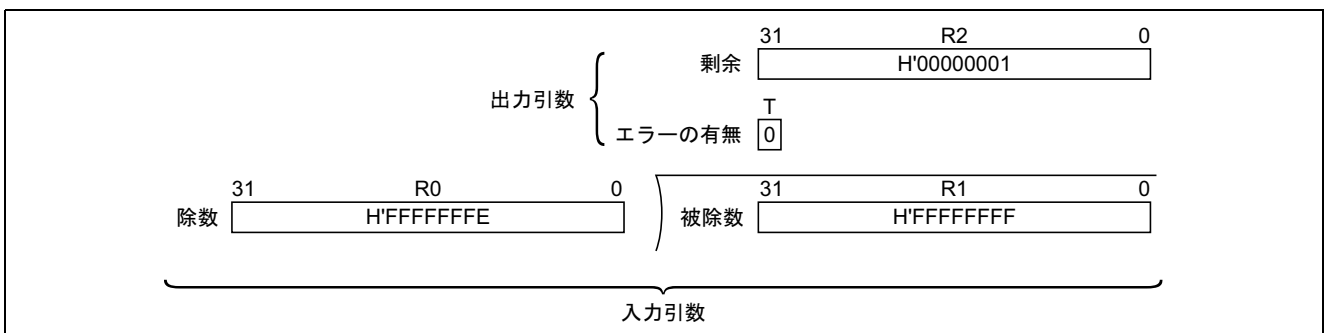 31 R2 0
剰余 H'00000001
出力引数
T
エラーの有無 0
31 R0 0 31 R1 0
除数 H'FFFFFFFE 被除数 H'FFFFFFFF
入力引数